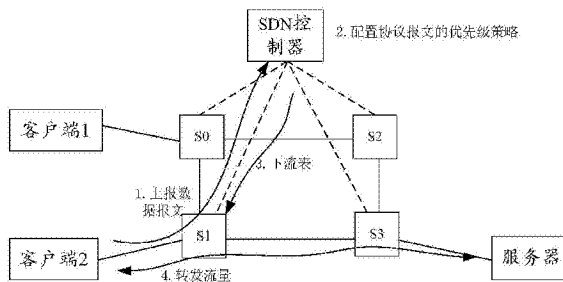 SDN控
制器
2. 配置协议报文的优先级策略
客户端1
S0
S2
3. 下流表
1. 上报数
据报文
S1
S3
客户端2
服务器
4. 转发流量